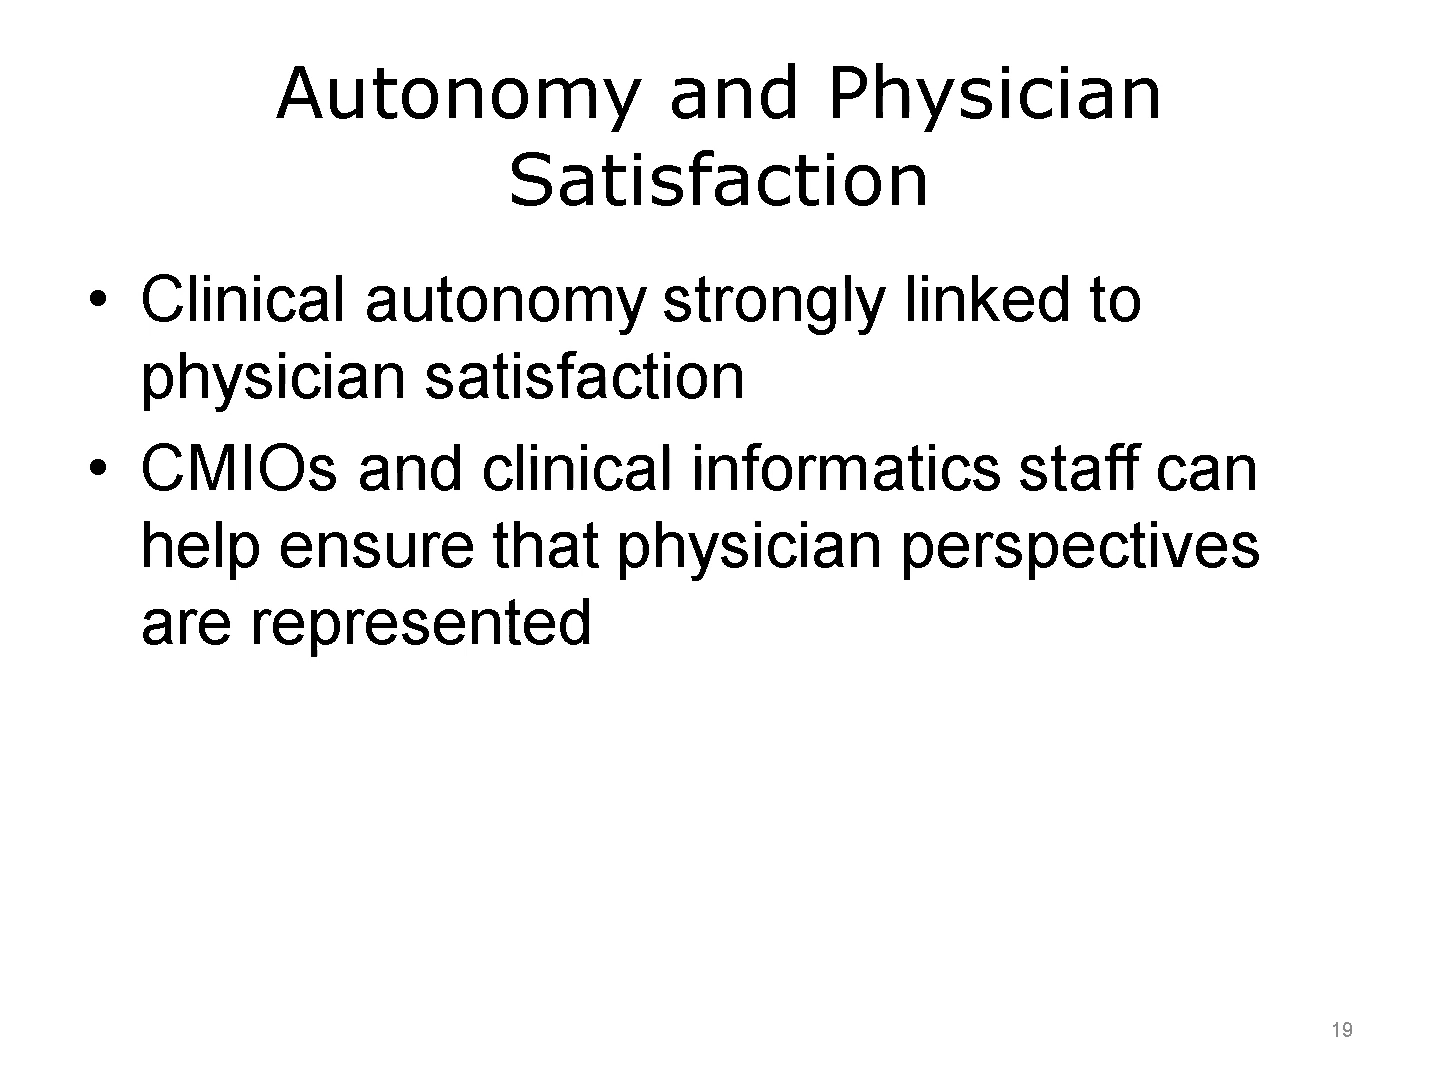 Autonomy and Physician
Satisfaction
• Clinical autonomy strongly linked to
physician satisfaction
• CMIOs and clinical informatics staff can
help ensure that physician perspectives
are represented
19